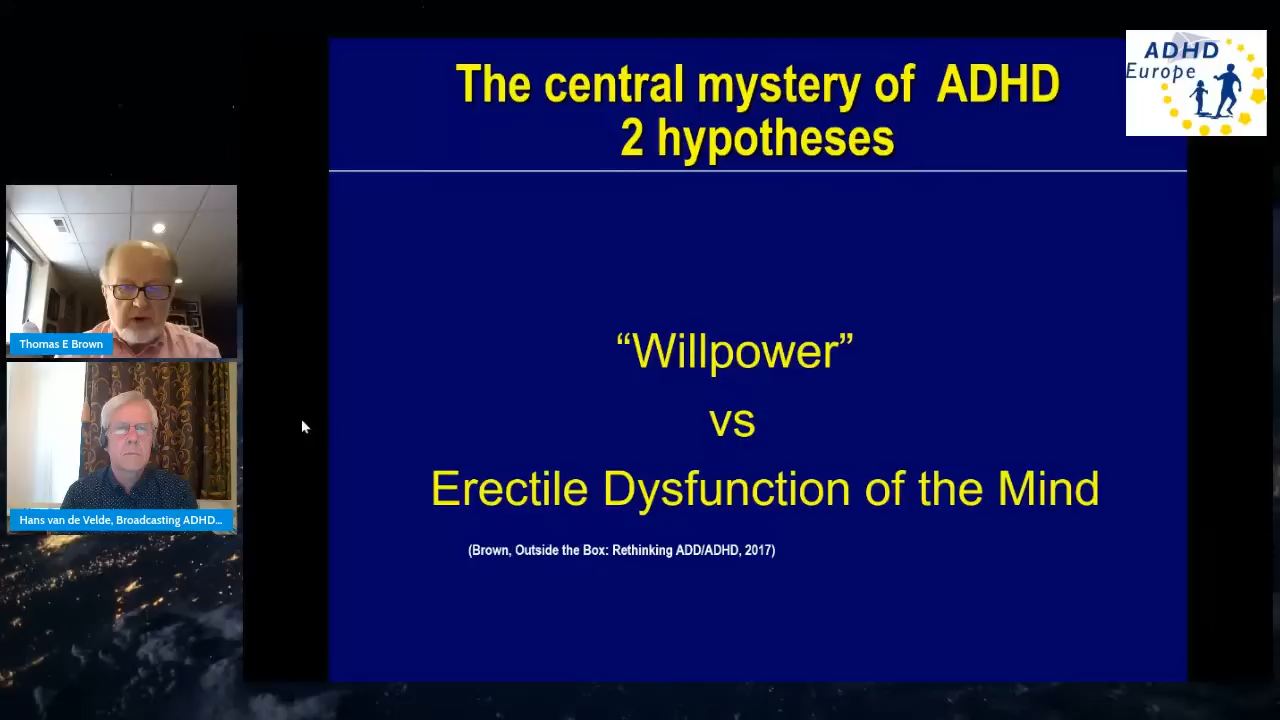 The central mystery of ADHD
2 hypotheses
ADHD
Europe
Thomas E Brown
Hans van de Velde, Broadcasting ADHD...
“Willpower”
vs
Erectile Dysfunction of the Mind
(Brown, Outside the Box: Rethinking ADD/ADHD, 2017)